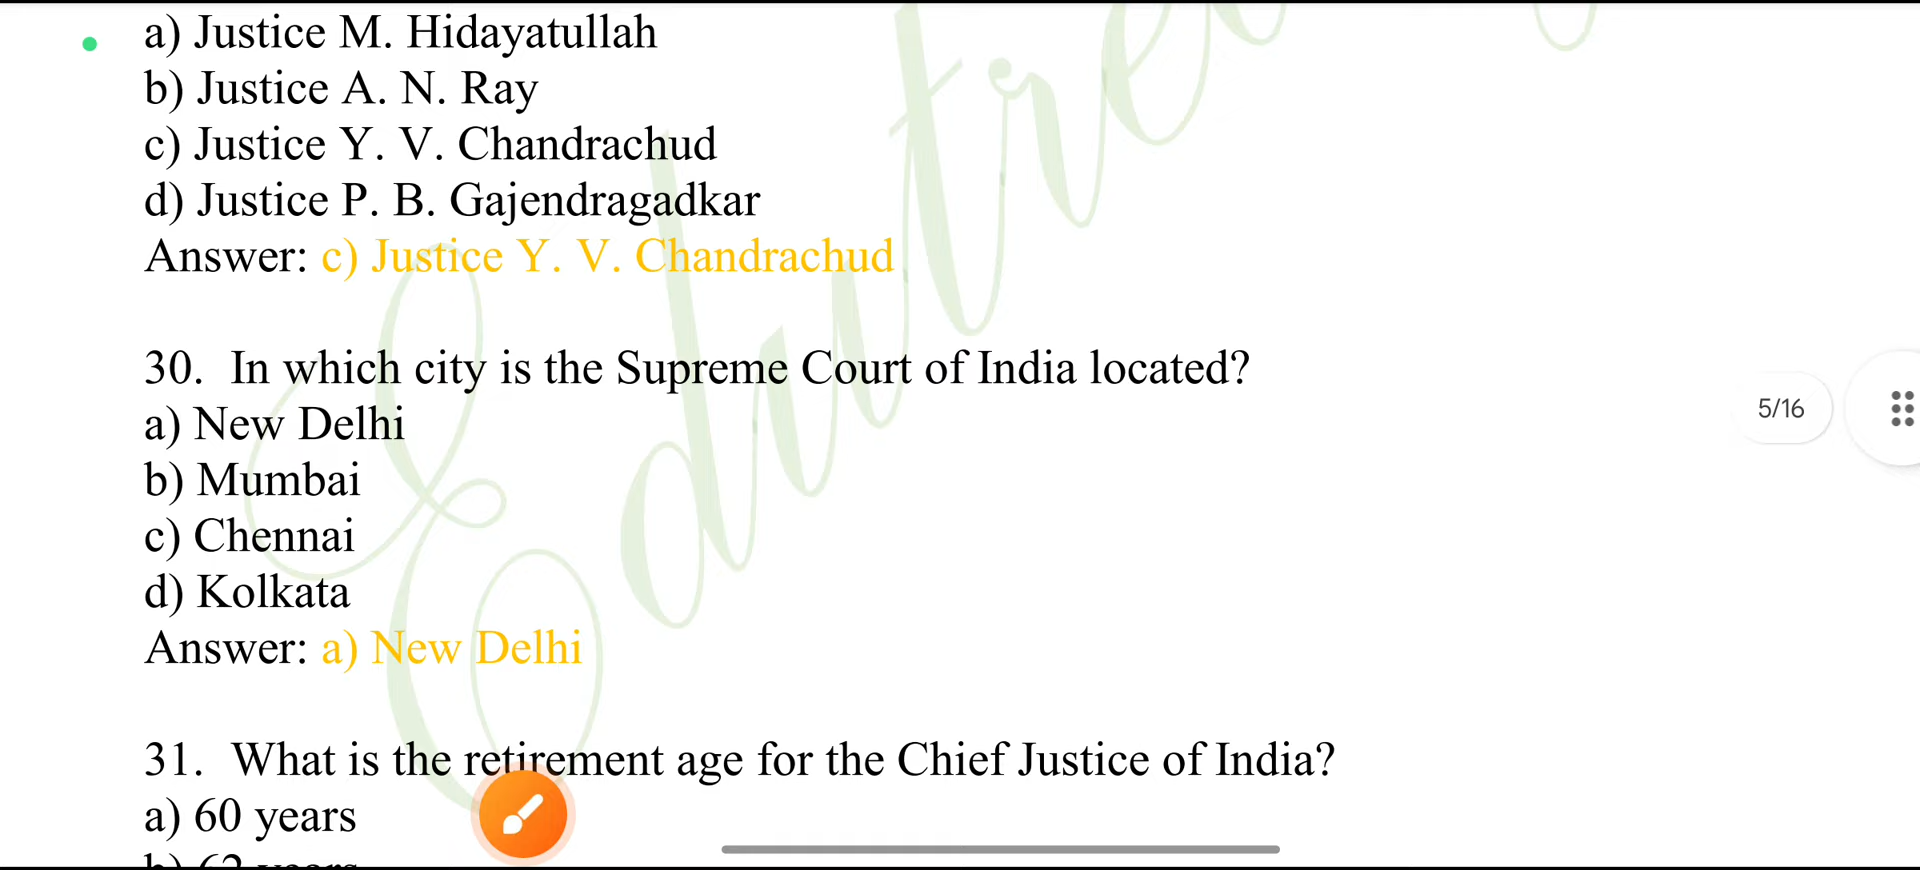 a) Justice M. Hidayatullah
b) Justice A. N. Ray
c) Justice Y. V. Chandrachud
d) Justice P. B. Gajendragadkar
Answer: c) Justice Y. V. Chandrachud
30. In which city is the Supreme Court of India located?
a) New Delhi
b) Mumbai
c) Chennai
d) Kolkata
Answer: a) New Delhi
5/16
31. What is the retirement age for the Chief Justice of India?
a) 60 years